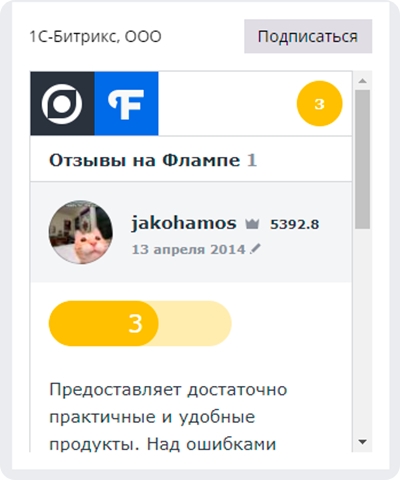 1С-Битрикс, ООО Подписаться
F 3
Отзывы на Флампе 1
jakohamos 5392.8
13 апреля 2014
3
Предоставляет достаточно
практичные и удобные
продукты. Над ошибками